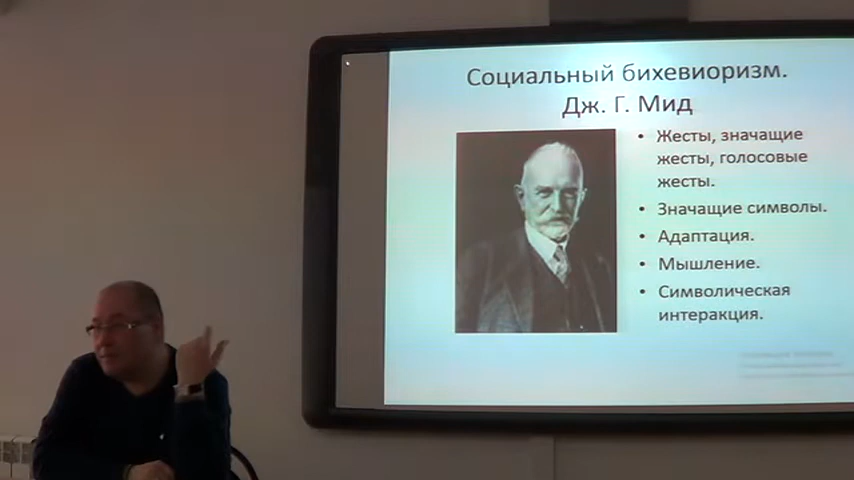 Социальный бихевиоризм.
Дж. Г. Мид
• Жесты, значащие
жесты, голосовые
жесты.
• Значащие символы.
• Адаптация.
• Мышление.
• Символическая
интеракция.